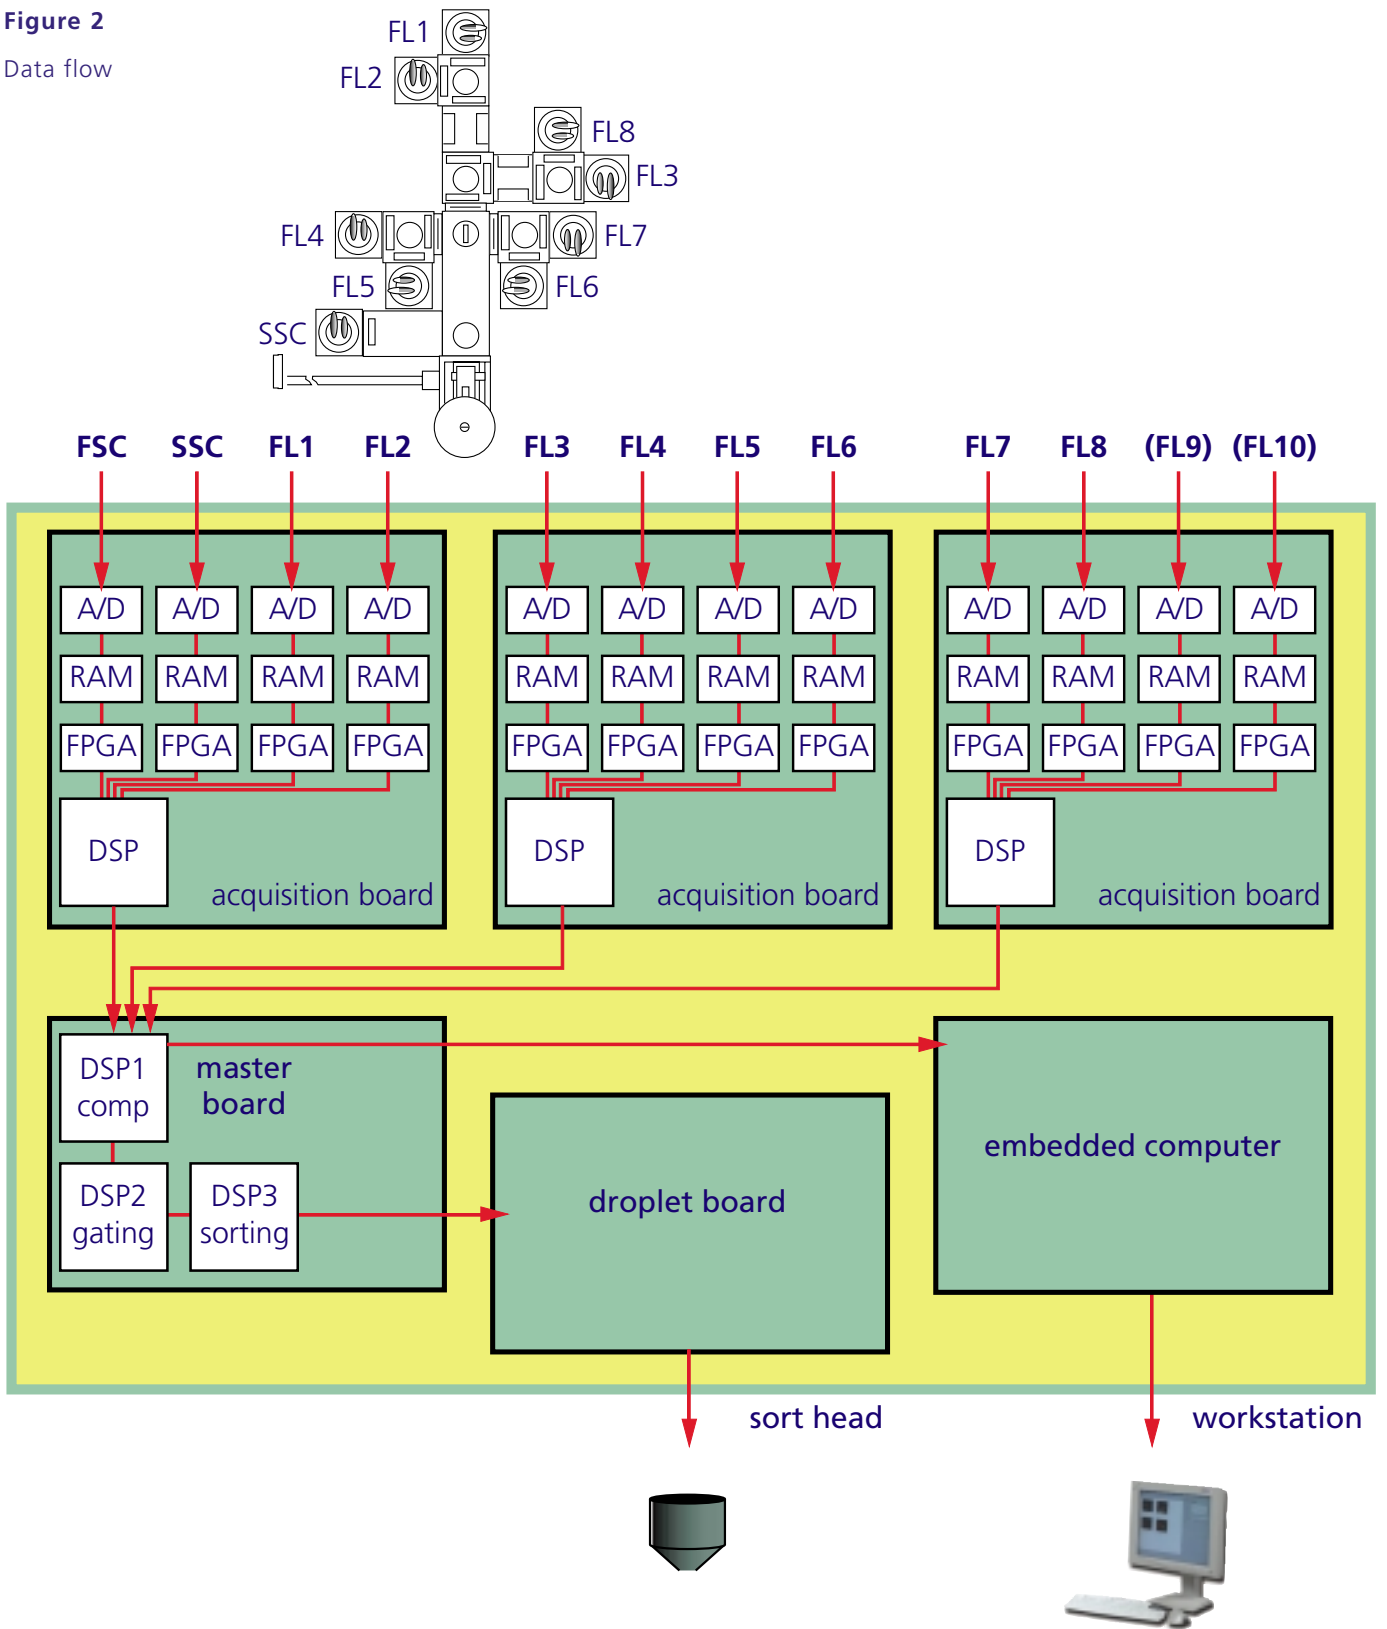 Figure 2
Data flow
FL1
FL2
FL8
FL3
FL4
FL7
FL5
FL6
SSC
FSC SSC FL1 FL2 FL3 FL4 FL5 FL6 FL7 FL8 (FL9) (FL10)
A/D A/D A/D A/D A/D A/D A/D A/D A/D A/D A/D A/D
RAM RAM RAM RAM RAM RAM RAM RAM RAM RAM RAM RAM
FPGA FPGA FPGA FPGA FPGA FPGA FPGA FPGA FPGA FPGA FPGA FPGA
DSP DSP DSP
acquisition board acquisition board acquisition board
DSP1
comp
master
board
embedded computer
DSP2
gating
DSP3
sorting
droplet board
sort head
workstation